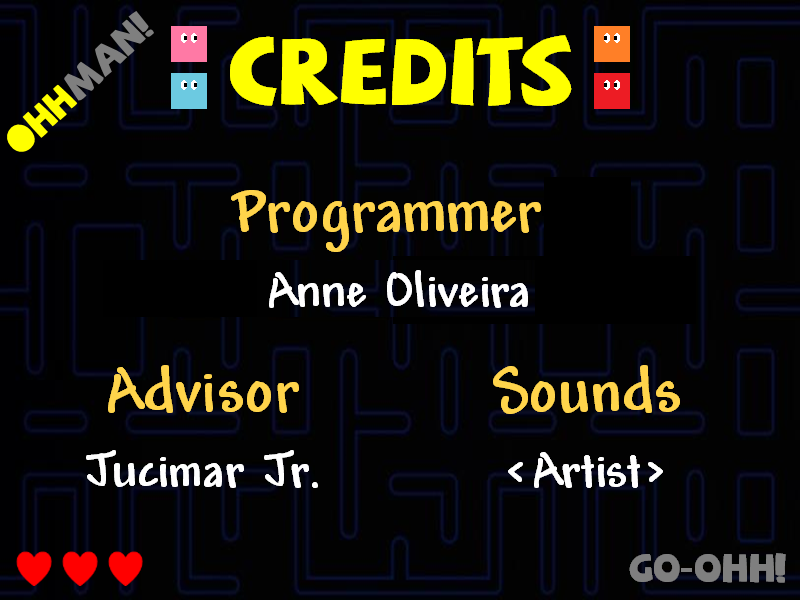 OHHMAN!
CREDITS
Programmer
Anne Oliveira
Advisor
Jucimar Jr.
Sounds
<Artist>
GO-OHH!